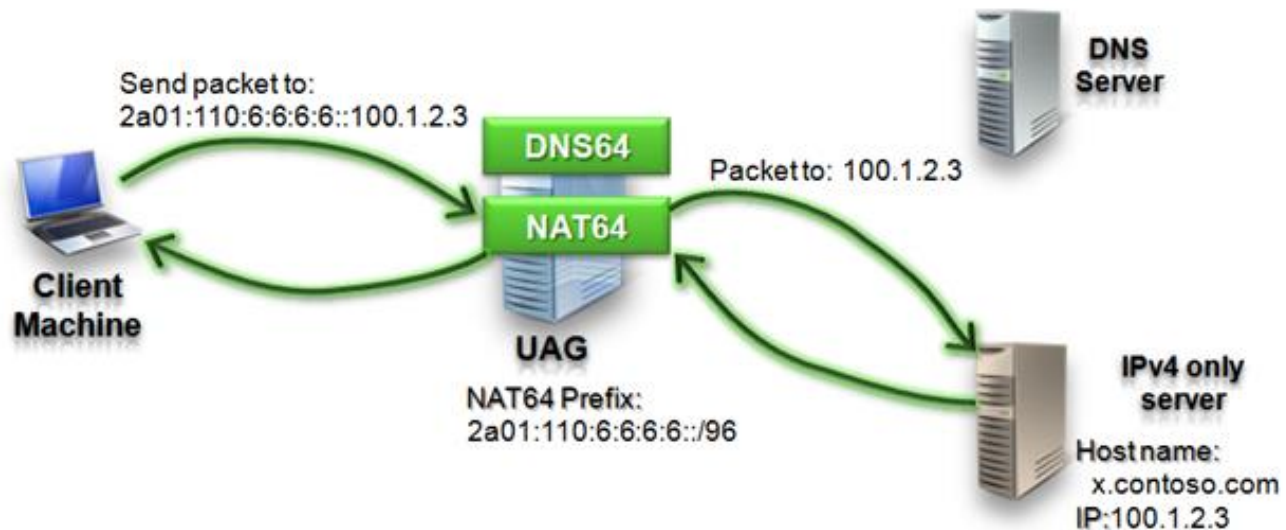 Send packet to:
2a01:110:6:6:6:6::100.1.2.3
DNS
Server
DNS64
NAT64
Packet to: 100.1.2.3
Client
Machine
UAG
NAT64 Prefix:
2a01:110:6:6:6:6::/96
IPv4 only
server
Host name:
x.contoso.com
IP:100.1.2.3